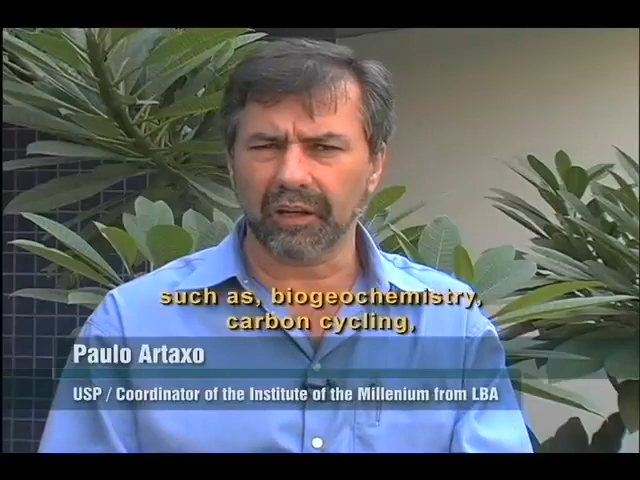 such as, biogeochemistry,
carbon cycling,
Paulo Artaxo
USP / Coordinator of the Institute of the Millenium from LBA